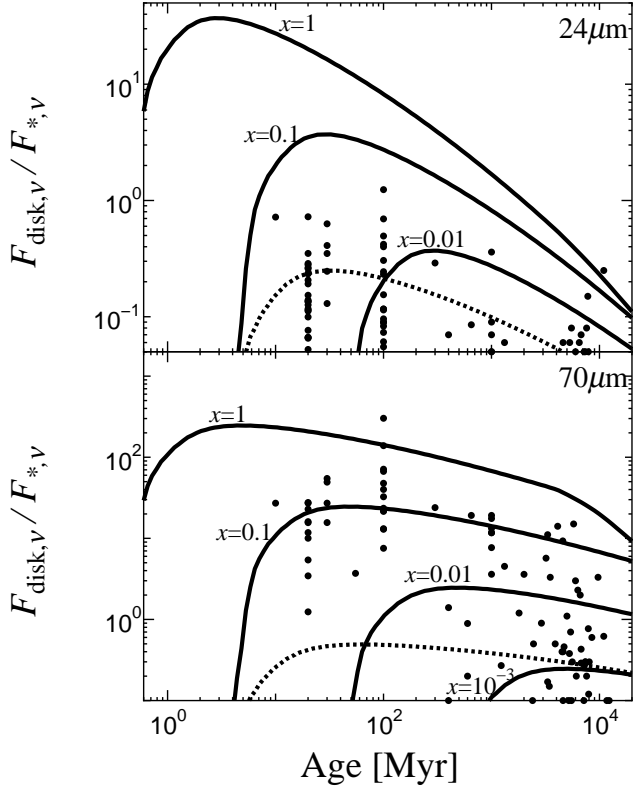 24μm
x=1
x=0.1
x=0.01
10^1
10^0
10^-1
F_disk,ν / F_*,ν
70μm
x=1
x=0.1
x=0.01
x=10^-3
10^2
10^0
F_disk,ν / F_*,ν
10^0 10^2 10^4
Age [Myr]